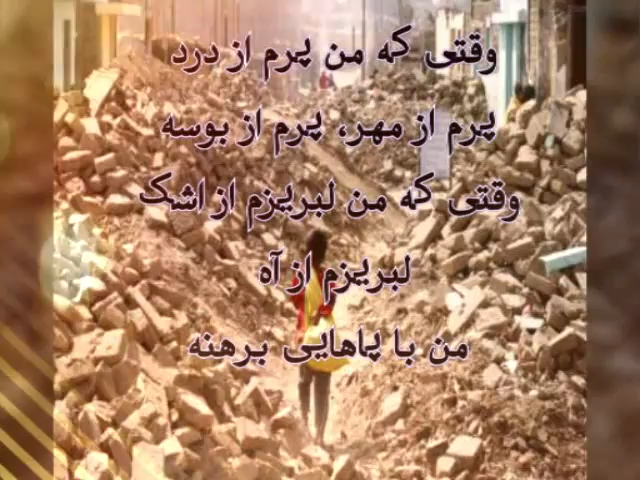 وقتی که من پرم از درد
پرم از مهر، پرم از بوسه
وقتی که من لبریزم از اشک
لبریزم از آه
من با پاهایی برهنه